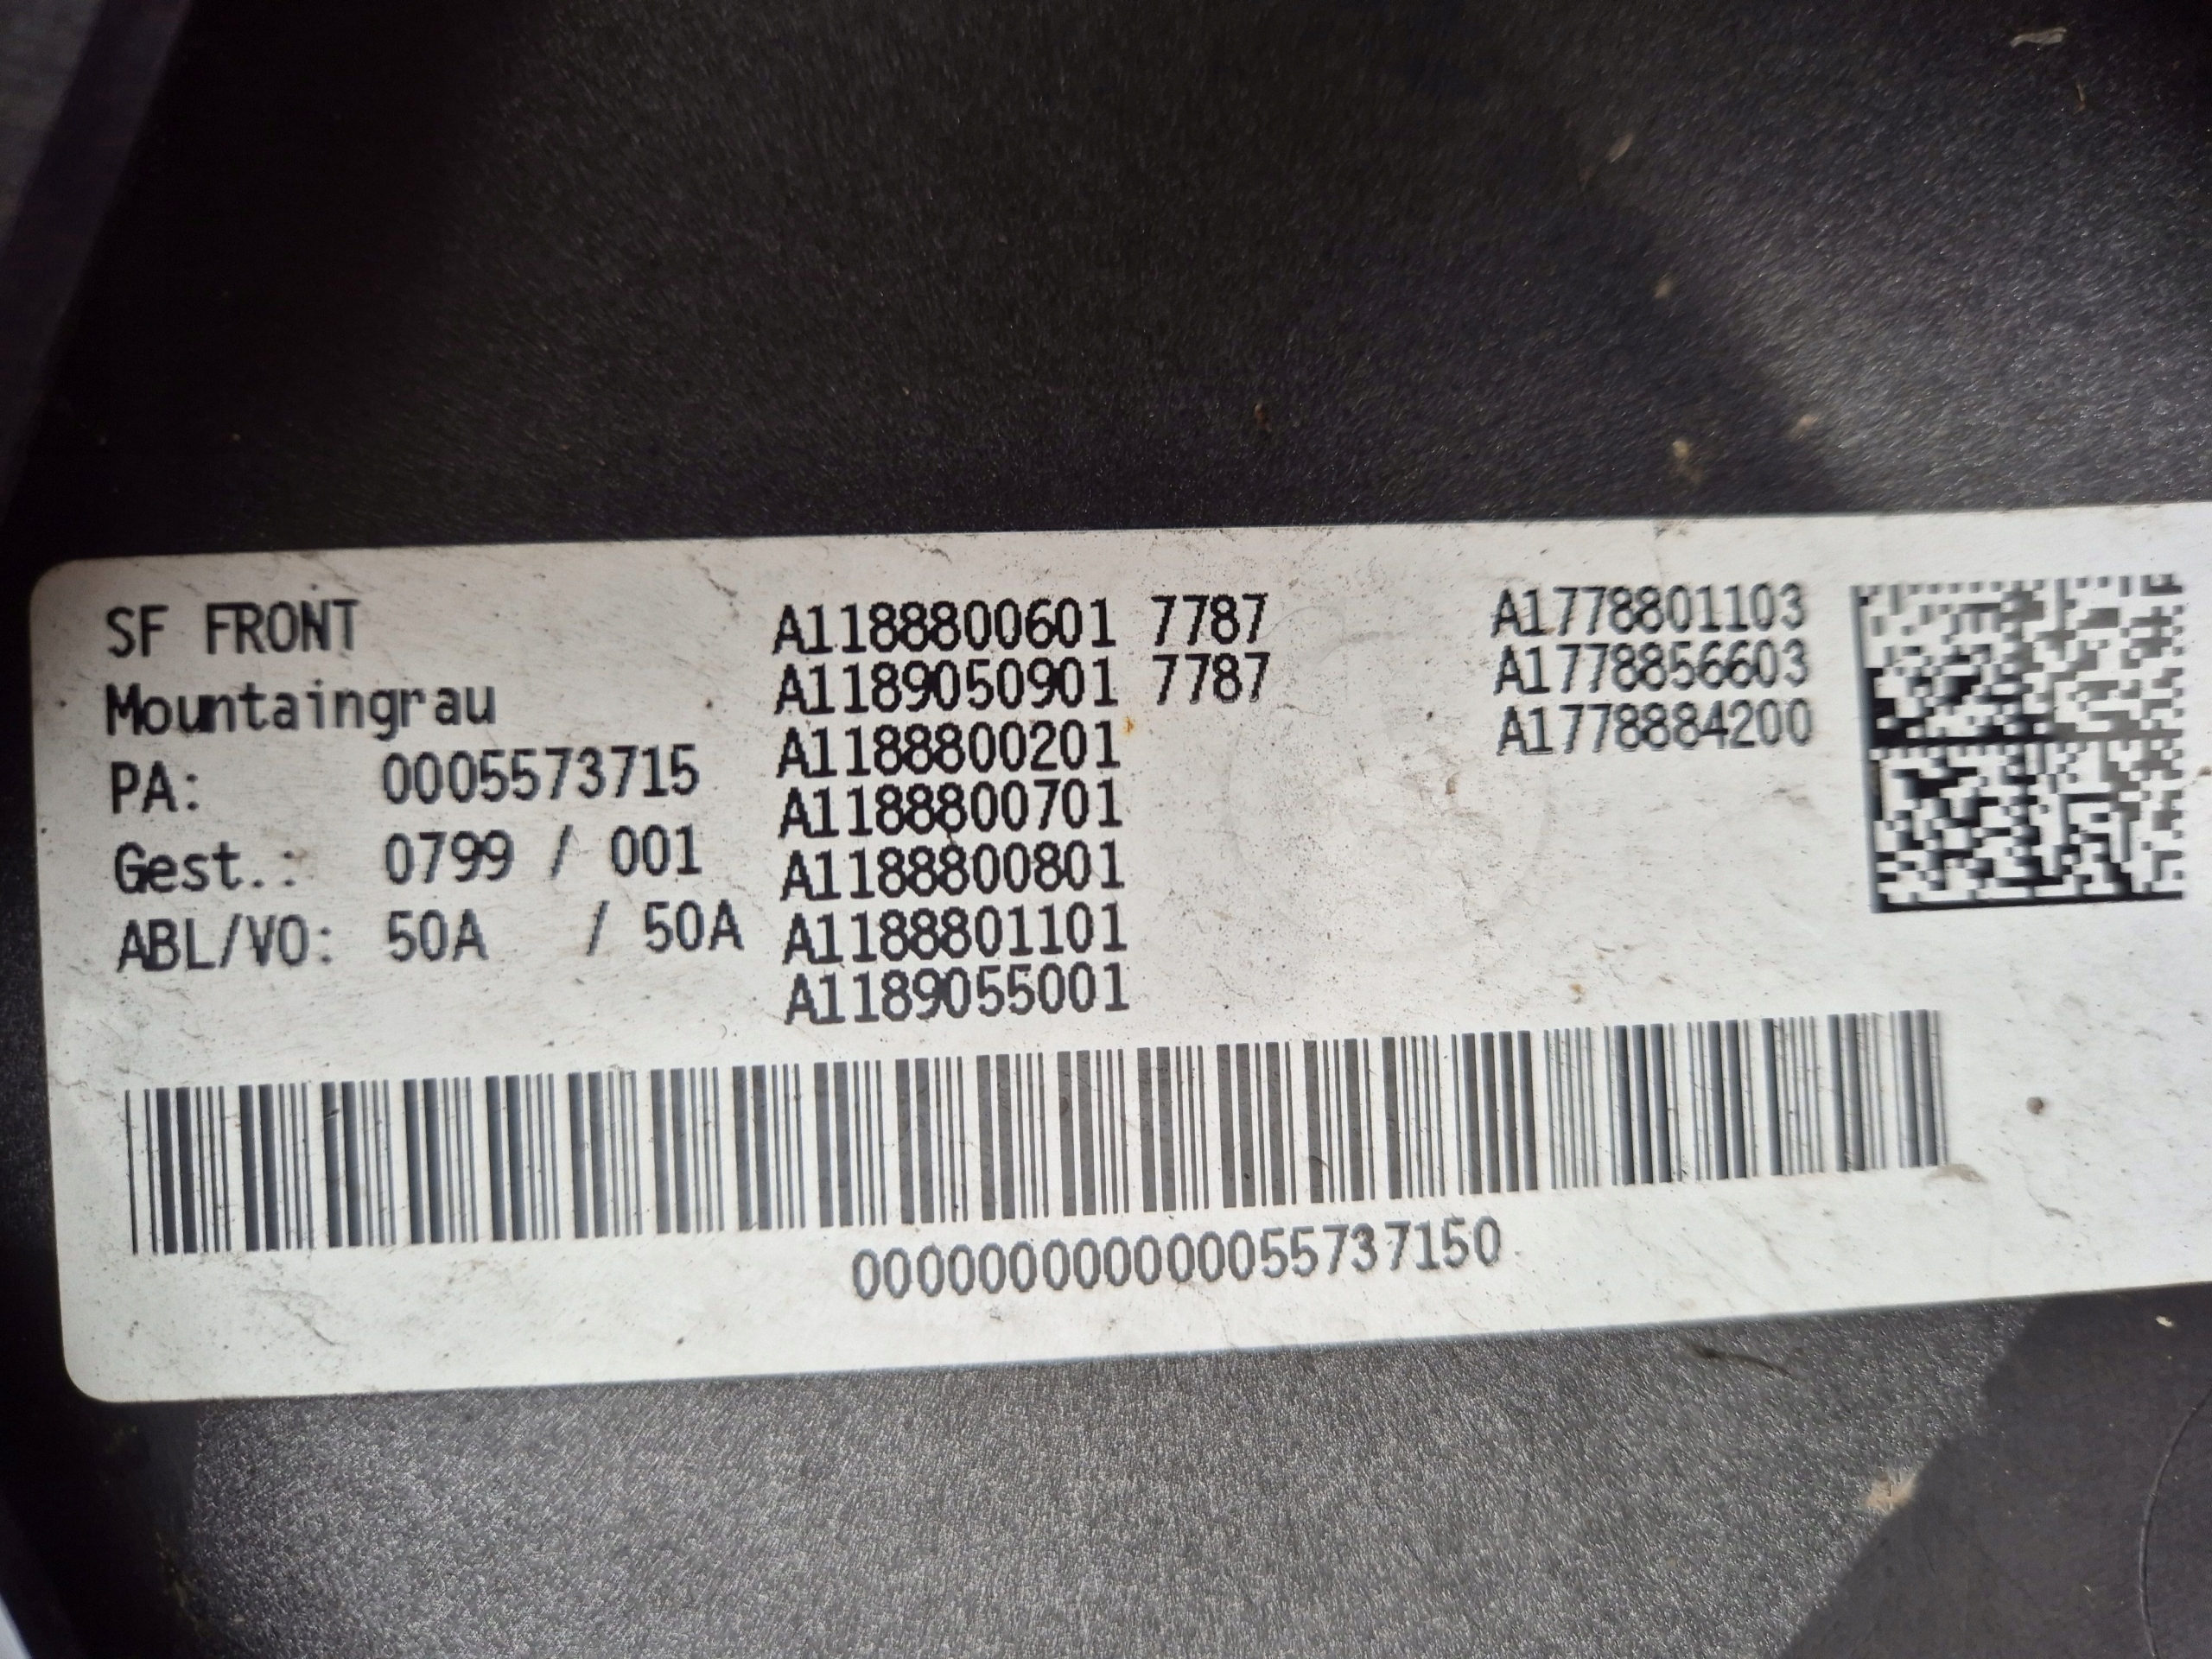 SF FRONT
Mountaingrau
PA: 0005573715
Gest.: 0799 / 001
ABL/VO: 50A / 50A
A1188800601 7787
A1189050901 7787
A1188800201
A1188800701
A1188800801
A1188801101
A1189055001
A1778801103
A1778856603
A1778884200
000000000000055737150